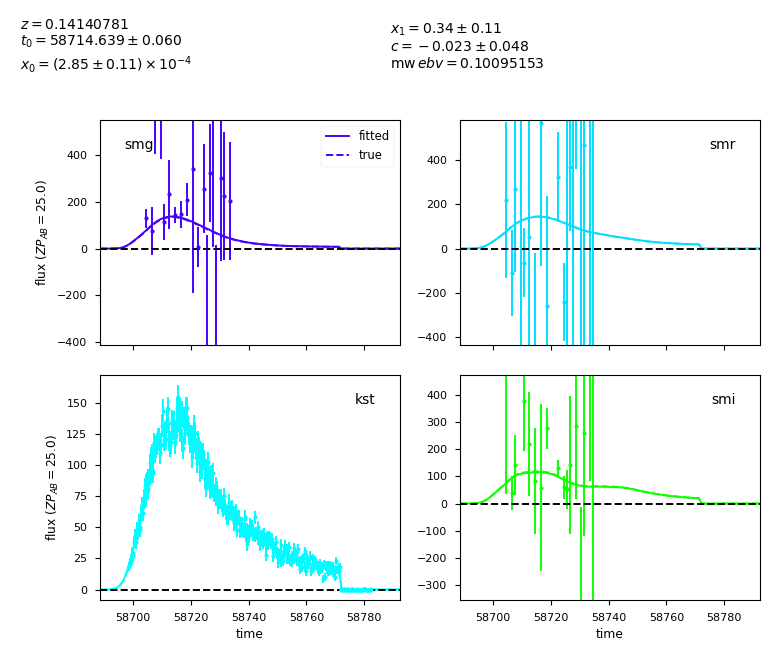 z = 0.14140781
t₀ = 58714.639 ± 0.060
x₀ = (2.85 ± 0.11) × 10⁻⁴
x₁ = 0.34 ± 0.11
c = −0.023 ± 0.048
mw ebv = 0.10095153
smg
fitted
true
flux (ZP_AB = 25.0)
400
200
0
−200
−400
smr
400
200
0
−200
−400
kst
flux (ZP_AB = 25.0)
150
125
100
75
50
25
0
58700 58720 58740 58760 58780
time
smi
400
300
200
100
0
−100
−200
−300
58700 58720 58740 58760 58780
time